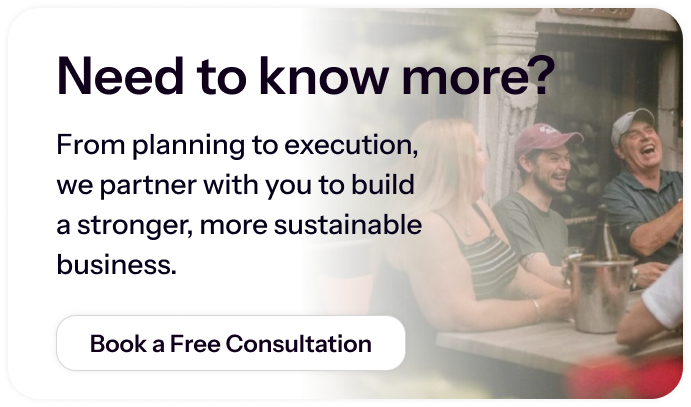 Need to know more?
From planning to execution,
we partner with you to build
a stronger, more sustainable
business.
Book a Free Consultation